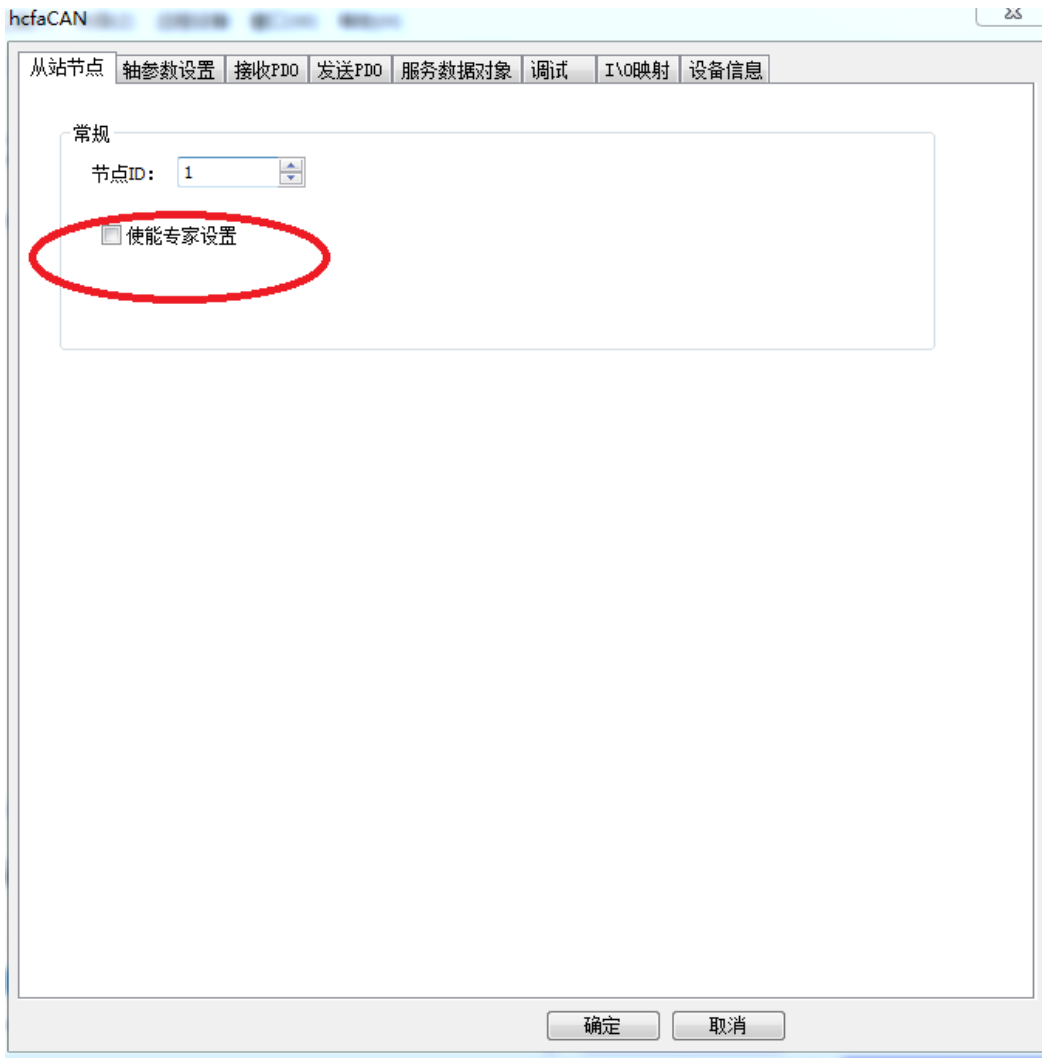 hcfaCAN
从站节点 轴参数设置 接收PDO 发送PDO 服务数据对象 调试 I\O映射 设备信息
常规
节点ID: 1
使能专家设置
确定 取消